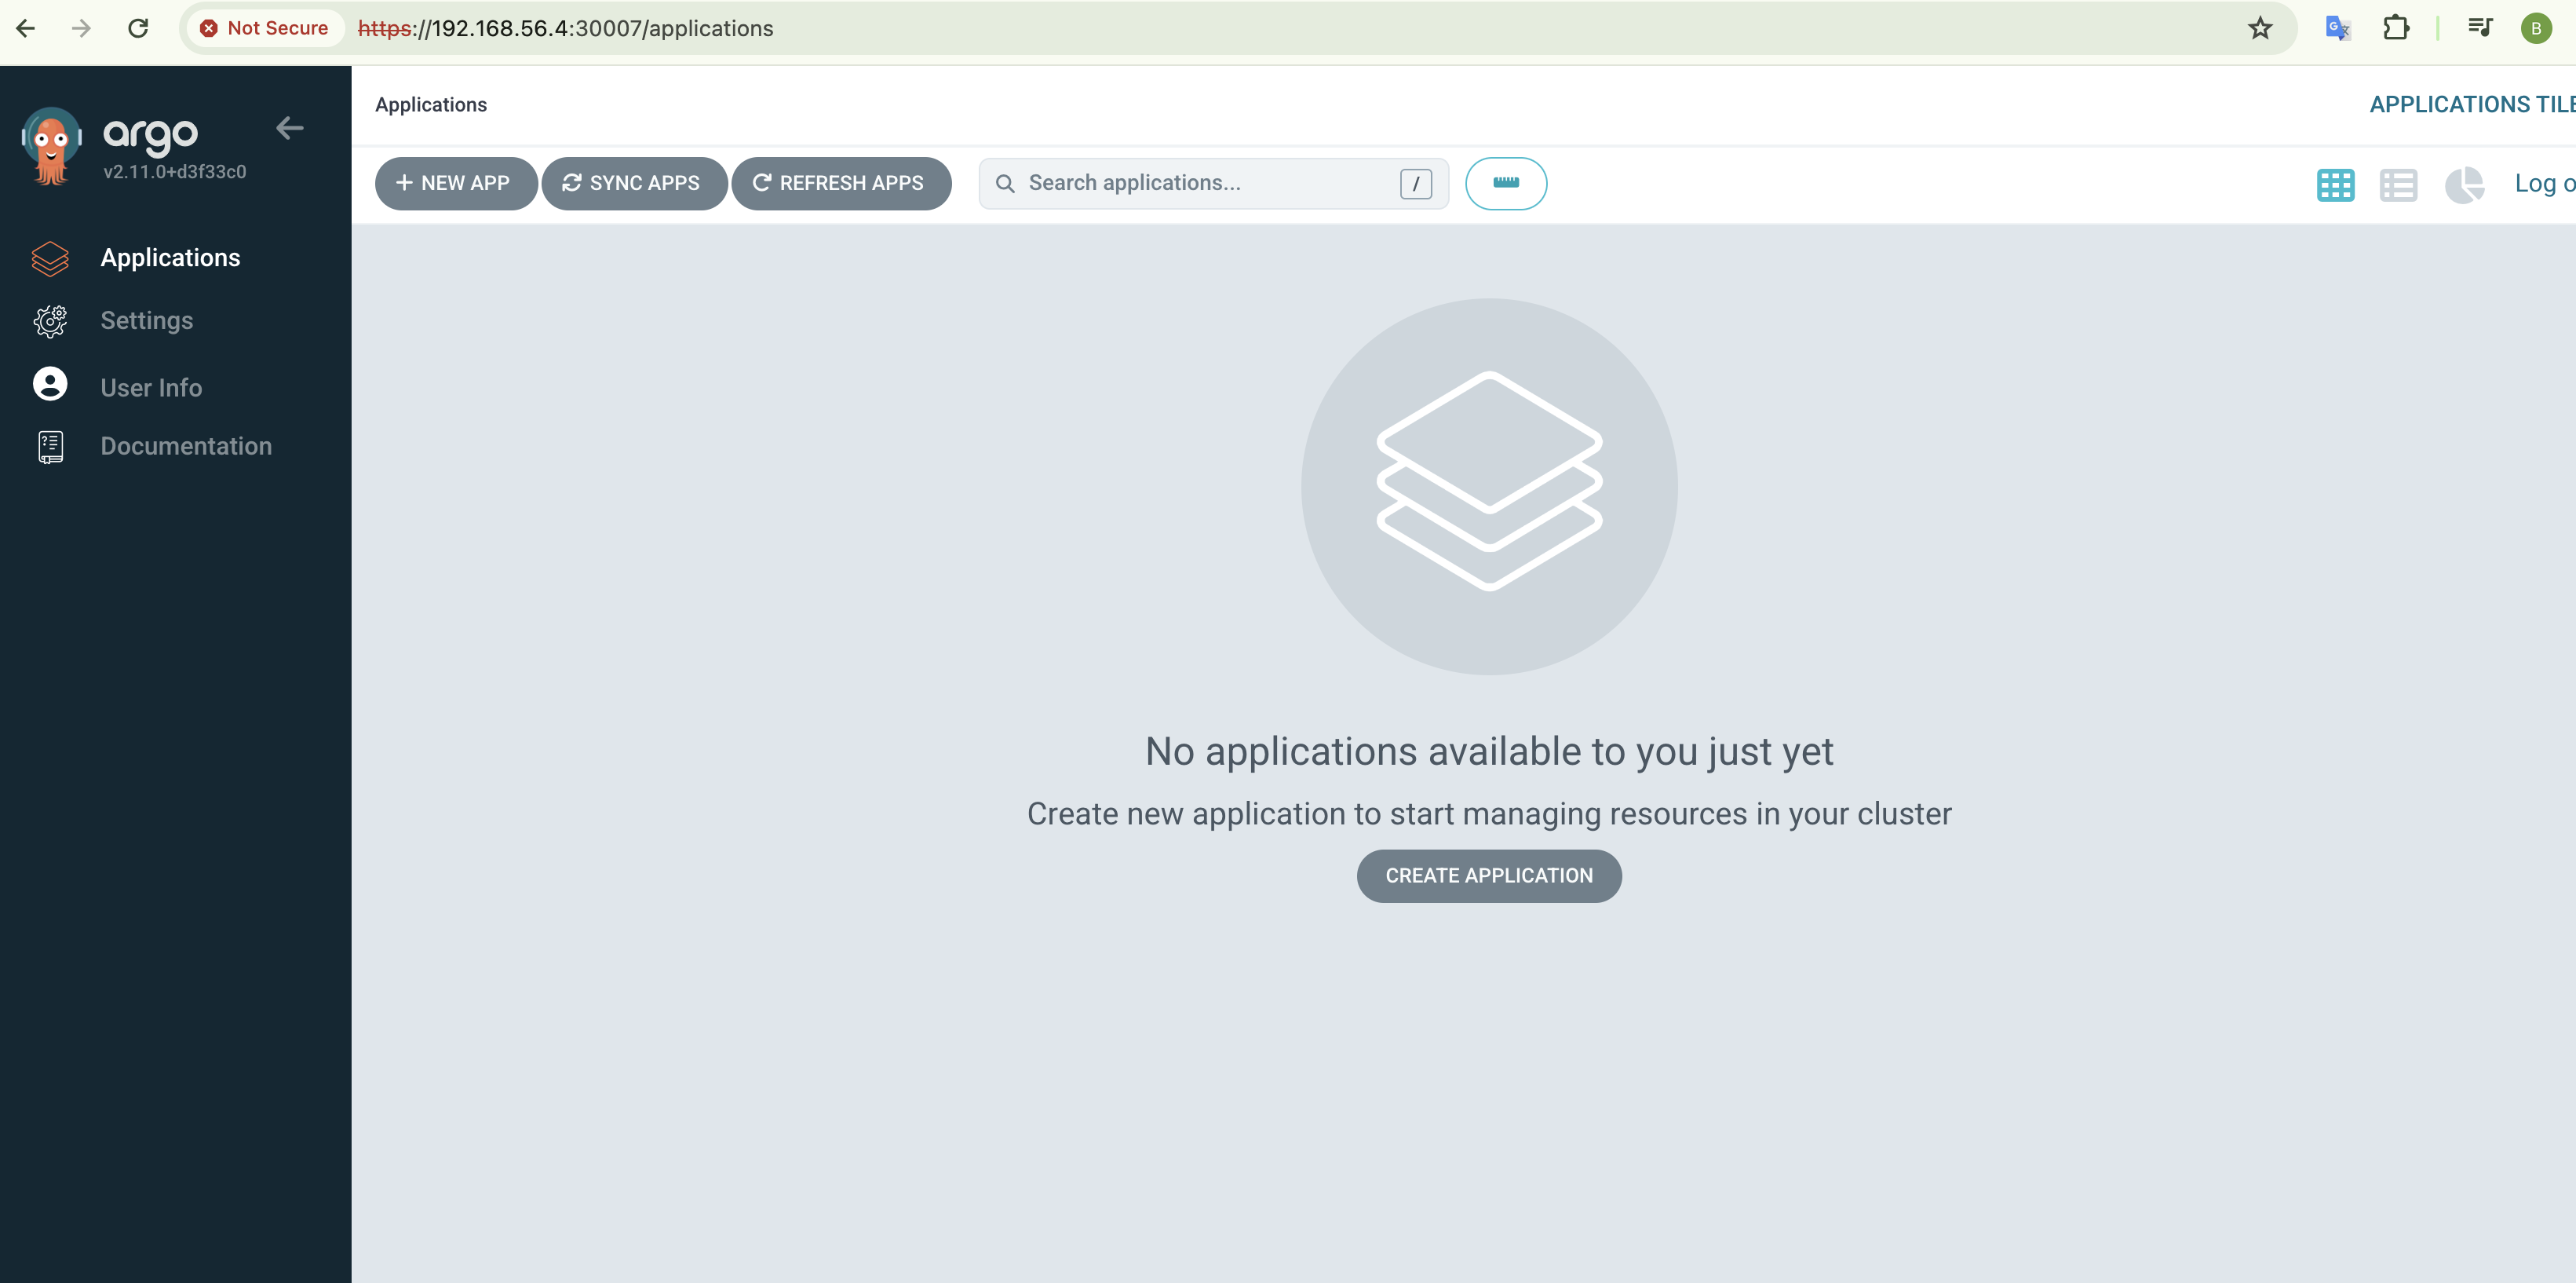 Not Secure https://192.168.56.4:30007/applications
B
argo
v2.11.0+d3f33c0
Applications
Settings
User Info
Documentation
Applications
APPLICATIONS TILE
NEW APP
SYNC APPS
REFRESH APPS
Search applications...
/
Log o
No applications available to you just yet
Create new application to start managing resources in your cluster
CREATE APPLICATION